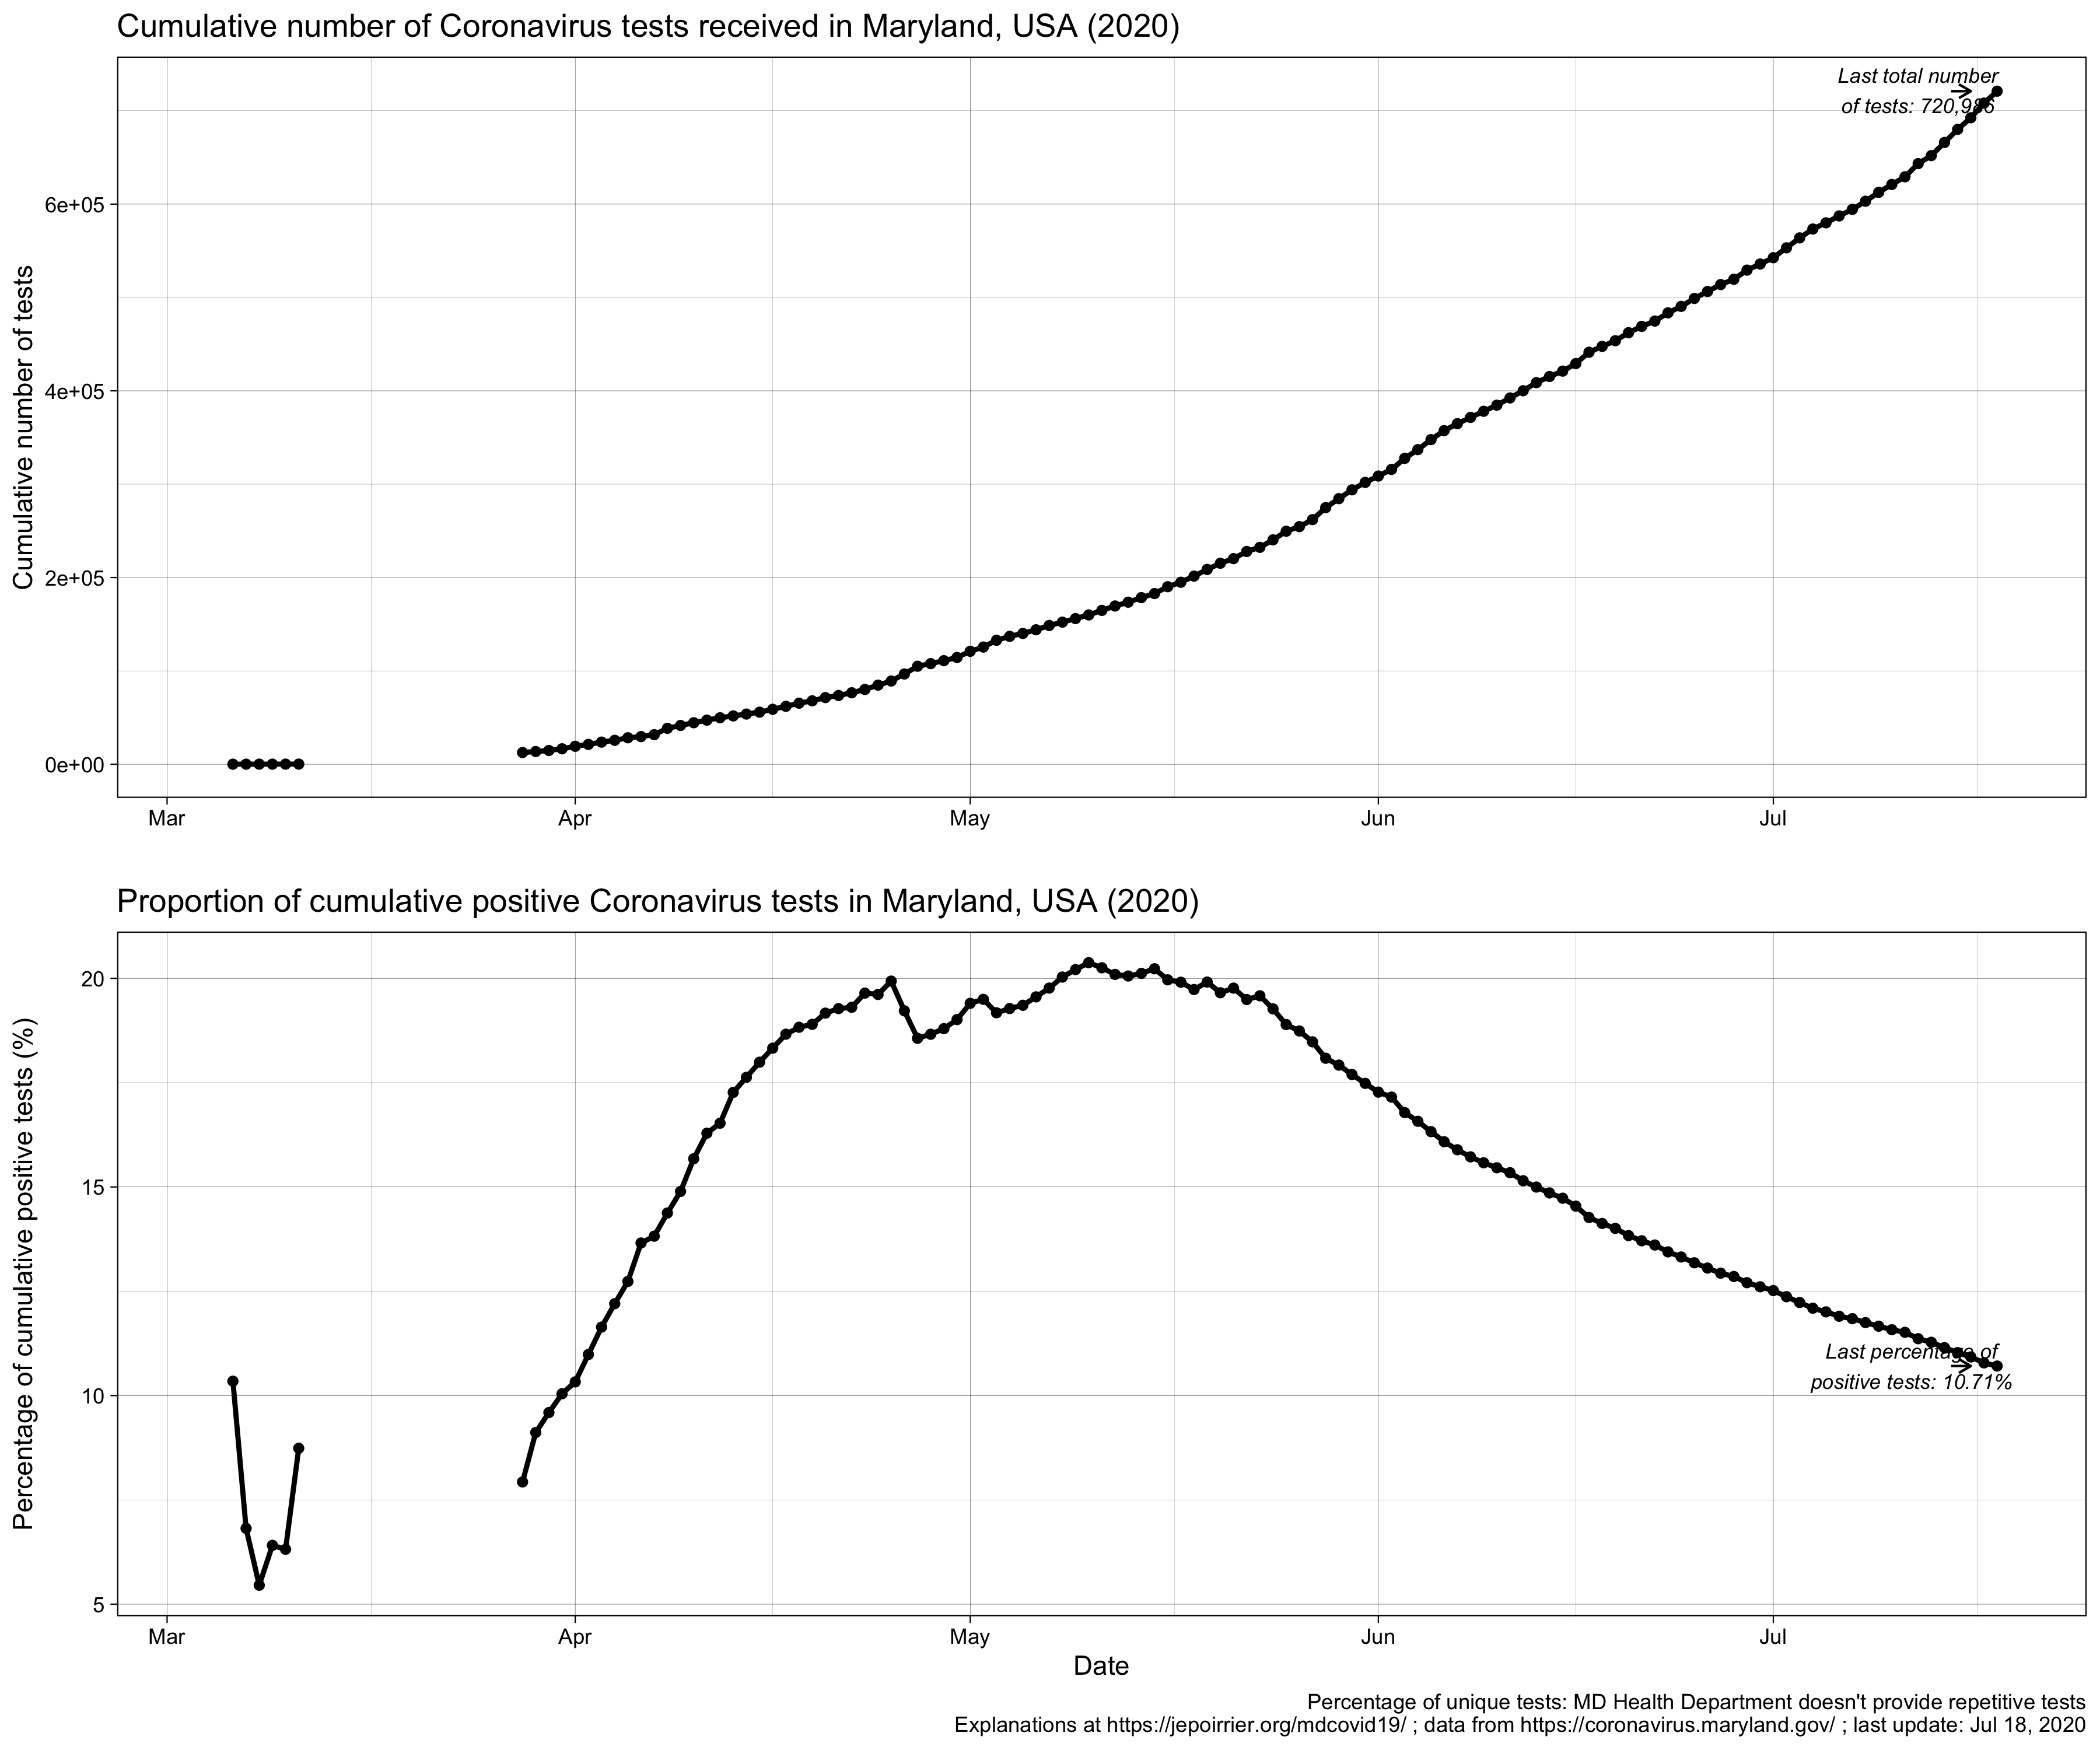 Cumulative number of Coronavirus tests received in Maryland, USA (2020)
Last total number
of tests: 720,986
Cumulative number of tests
6e+05
4e+05
2e+05
0e+00
Mar Apr May Jun Jul
Proportion of cumulative positive Coronavirus tests in Maryland, USA (2020)
Percentage of cumulative positive tests (%)
20
15
Last percentage of
positive tests: 10.71%
10
5
Mar Apr May Jun Jul
Date
Percentage of unique tests: MD Health Department doesn't provide repetitive tests
Explanations at https://jepoirrier.org/mdcovid19/ ; data from https://coronavirus.maryland.gov/ ; last update: Jul 18, 2020